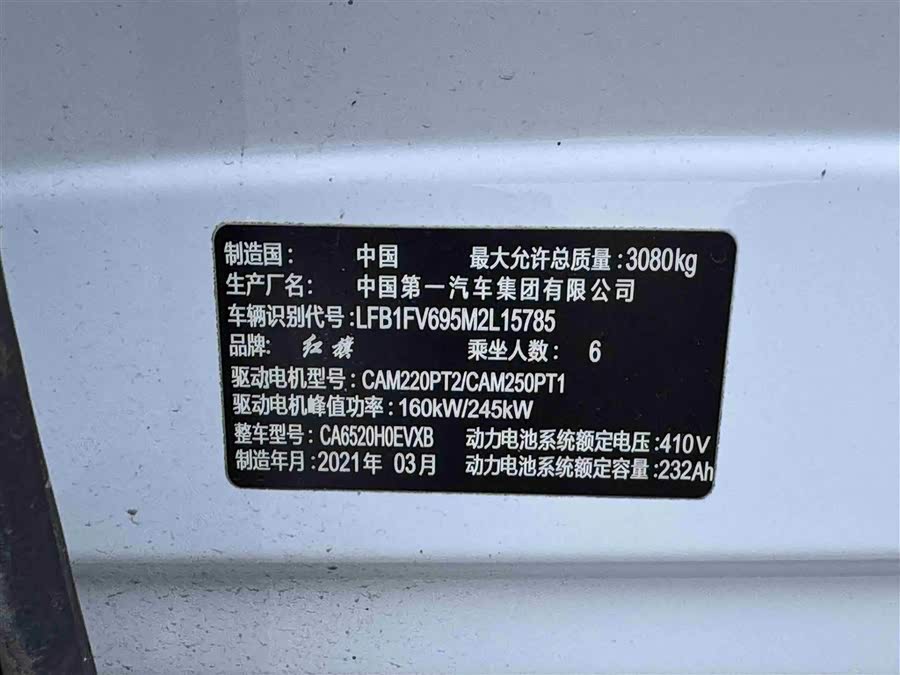 制造国： 中国 最大允许总质量：3080kg
生产厂名： 中国第一汽车集团有限公司
车辆识别代号：LFB1FV695M2L15785
品牌： 红旗 乘坐人数： 6
驱动电机型号：CAM220PT2/CAM250PT1
驱动电机峰值功率：160kW/245kW
整车型号：CA6520H0EVXB 动力电池系统额定电压：410V
制造年月：2021年 03月 动力电池系统额定容量：232Ah